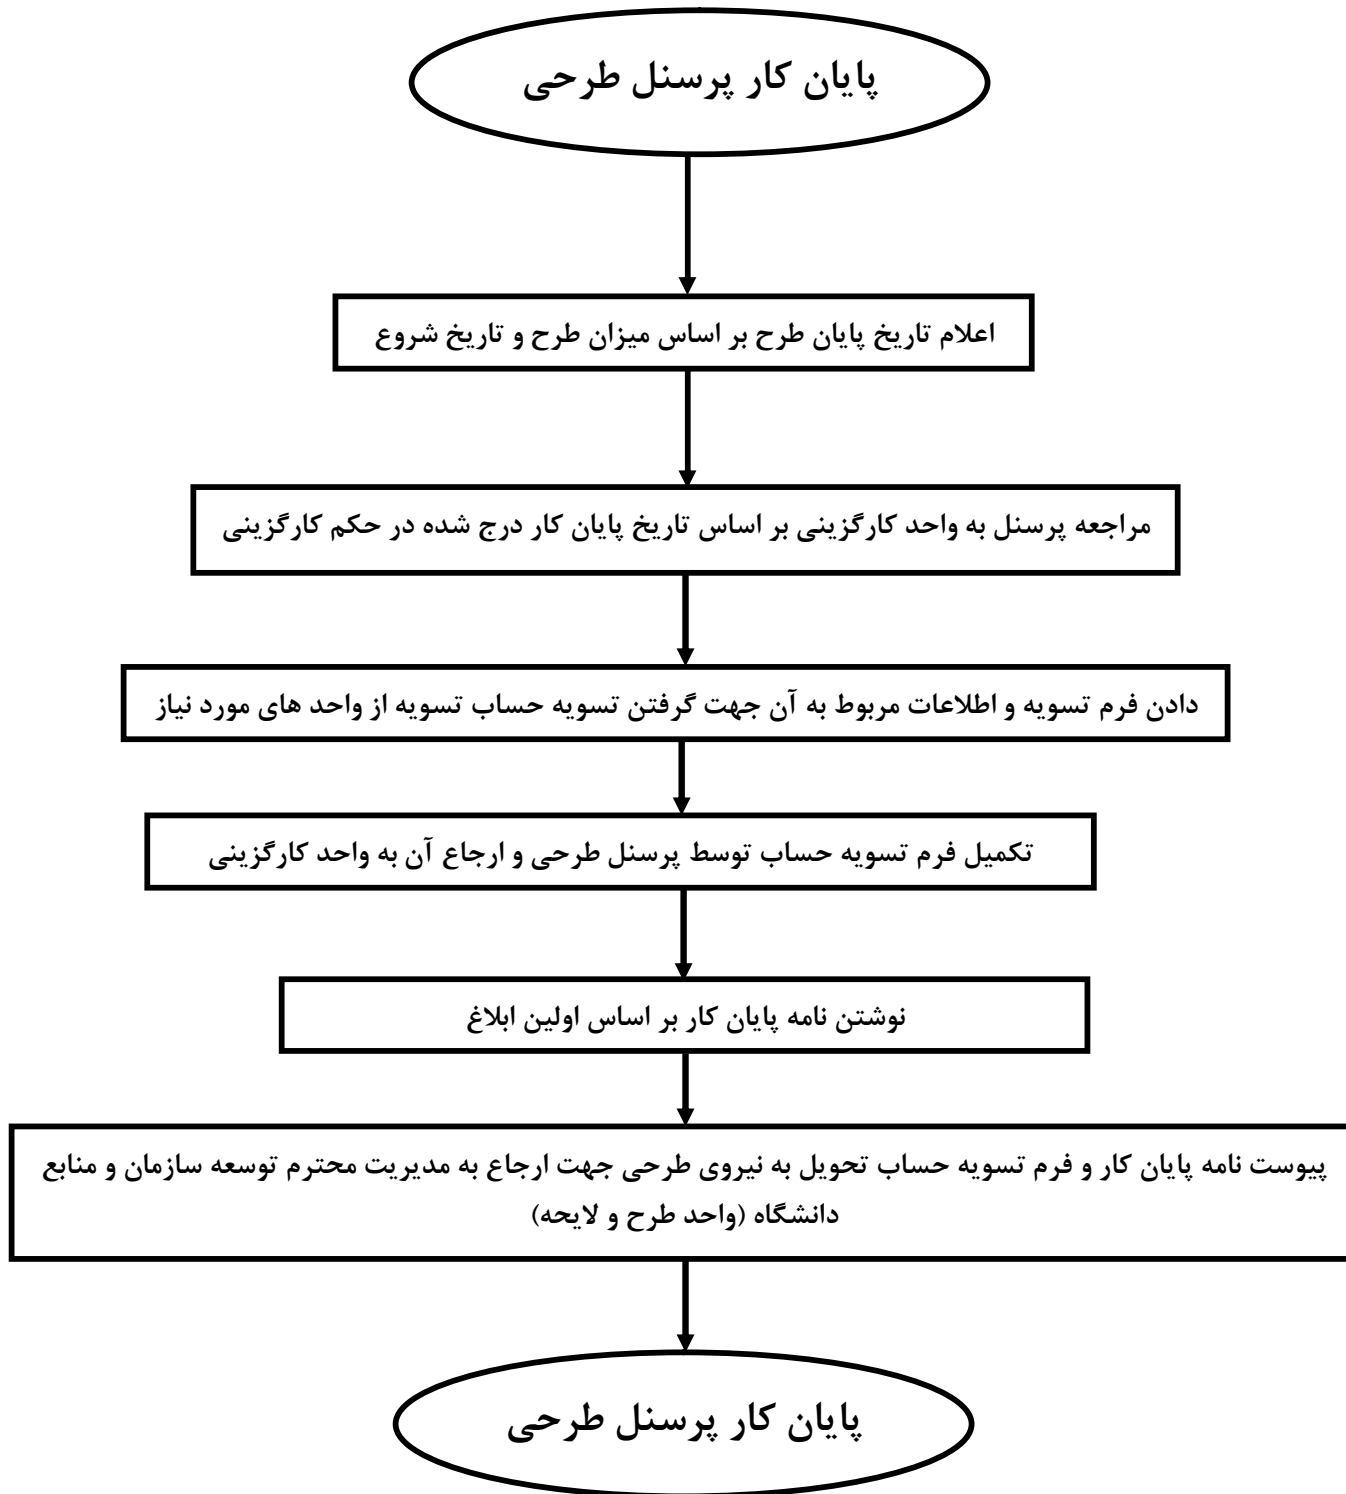 پایان کار پرسنل طرحی
اعلام تاریخ پایان طرح بر اساس میزان طرح و تاریخ شروع
مراجعه پرسنل به واحد کارگزینی بر اساس تاریخ پایان کار درج شده در حکم کارگزینی
دادن فرم تسویه و اطلاعات مربوط به آن جهت گرفتن تسویه حساب تسویه از واحد های مورد نیاز
تکمیل فرم تسویه حساب توسط پرسنل طرحی و ارجاع آن به واحد کارگزینی
نوشتن نامه پایان کار بر اساس اولین ابلاغ
پیوست نامه پایان کار و فرم تسویه حساب تحویل به نیروی طرحی جهت ارجاع به مدیریت محترم توسعه سازمان و منابع
دانشگاه (واحد طرح و لایحه)
پایان کار پرسنل طرحی